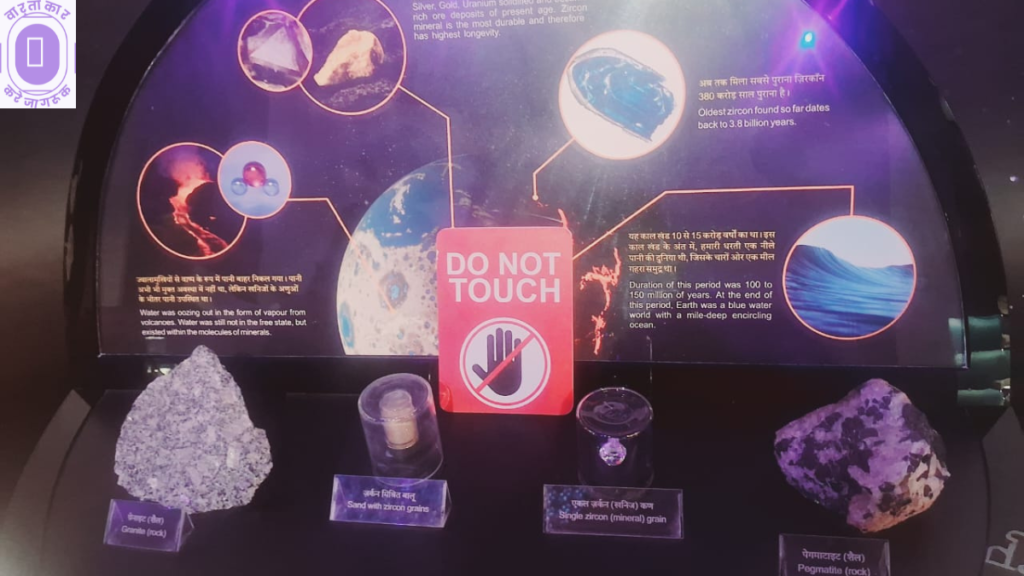 वार्ताकार
करे जागरूक
Silver, Gold, Uranium solidified and
rich ore deposits of present age. Zircon
mineral is the most durable and therefore
has highest longevity.
अब तक मिला सबसे पुराना ज़िरकॉन
380 करोड़ साल पुराना है।
Oldest zircon found so far dates
back to 3.8 billion years.
ज्वालामुखियों से वाष्प के रूप में पानी बाहर निकल गया। पानी
अभी भी मुक्त अवस्था में नहीं था, लेकिन खनिजों के अणुओं
के भीतर पानी उपस्थित था।
Water was oozing out in the form of vapour from
volcanoes. Water was still not in the free state, but
existed within the molecules of minerals.
यह काल खंड 10 से 15 करोड़ वर्षों का था। इस
काल खंड के अंत में, हमारी धरती एक नीले
पानी की दुनिया थी, जिसके चारों ओर एक मील
गहरा समुद्र था।
Duration of this period was 100 to
150 million of years. At the end of
this period, Earth was a blue water
world with a mile-deep encircling
ocean.
DO NOT
TOUCH
ग्रेनाइट (शैल)
Granite (rock)
ज़र्कन मिश्रित बालू
Sand with zircon grains
एकल ज़र्कन (खनिज) कण
Single zircon (mineral) grain
पेगमाटाइट (शैल)
Pegmatite (rock)